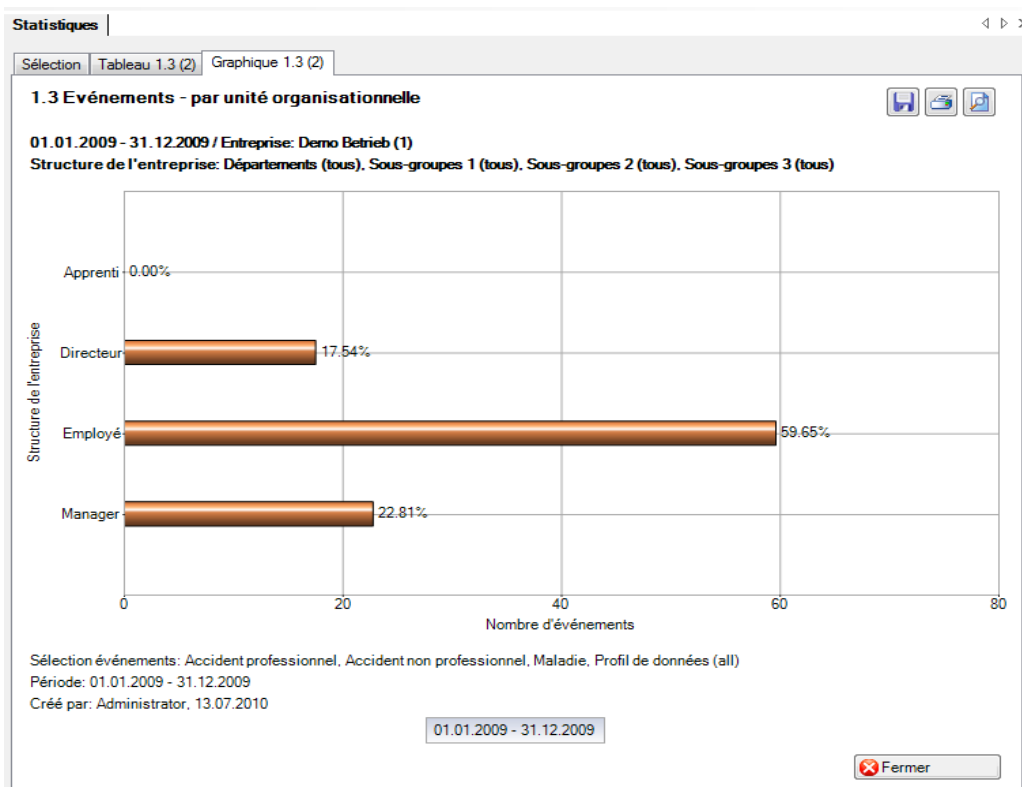 Statistiques
Sélection Tableau 1.3 (2) Graphique 1.3 (2)
1.3 Evénements - par unité organisationnelle
01.01.2009 - 31.12.2009 / Entreprise: Demo Betrieb (1)
Structure de l'entreprise: Départements (tous), Sous-groupes 1 (tous), Sous-groupes 2 (tous), Sous-groupes 3 (tous)
Structure de l'entreprise
Apprenti 0.00%
Directeur 17.54%
Employé 59.65%
Manager 22.81%
0 20 40 60 80
Nombre d'événements
Sélection événements: Accident professionnel, Accident non professionnel, Maladie, Profil de données (all)
Période: 01.01.2009 - 31.12.2009
Créé par: Administrator, 13.07.2010
01.01.2009 - 31.12.2009
Fermer